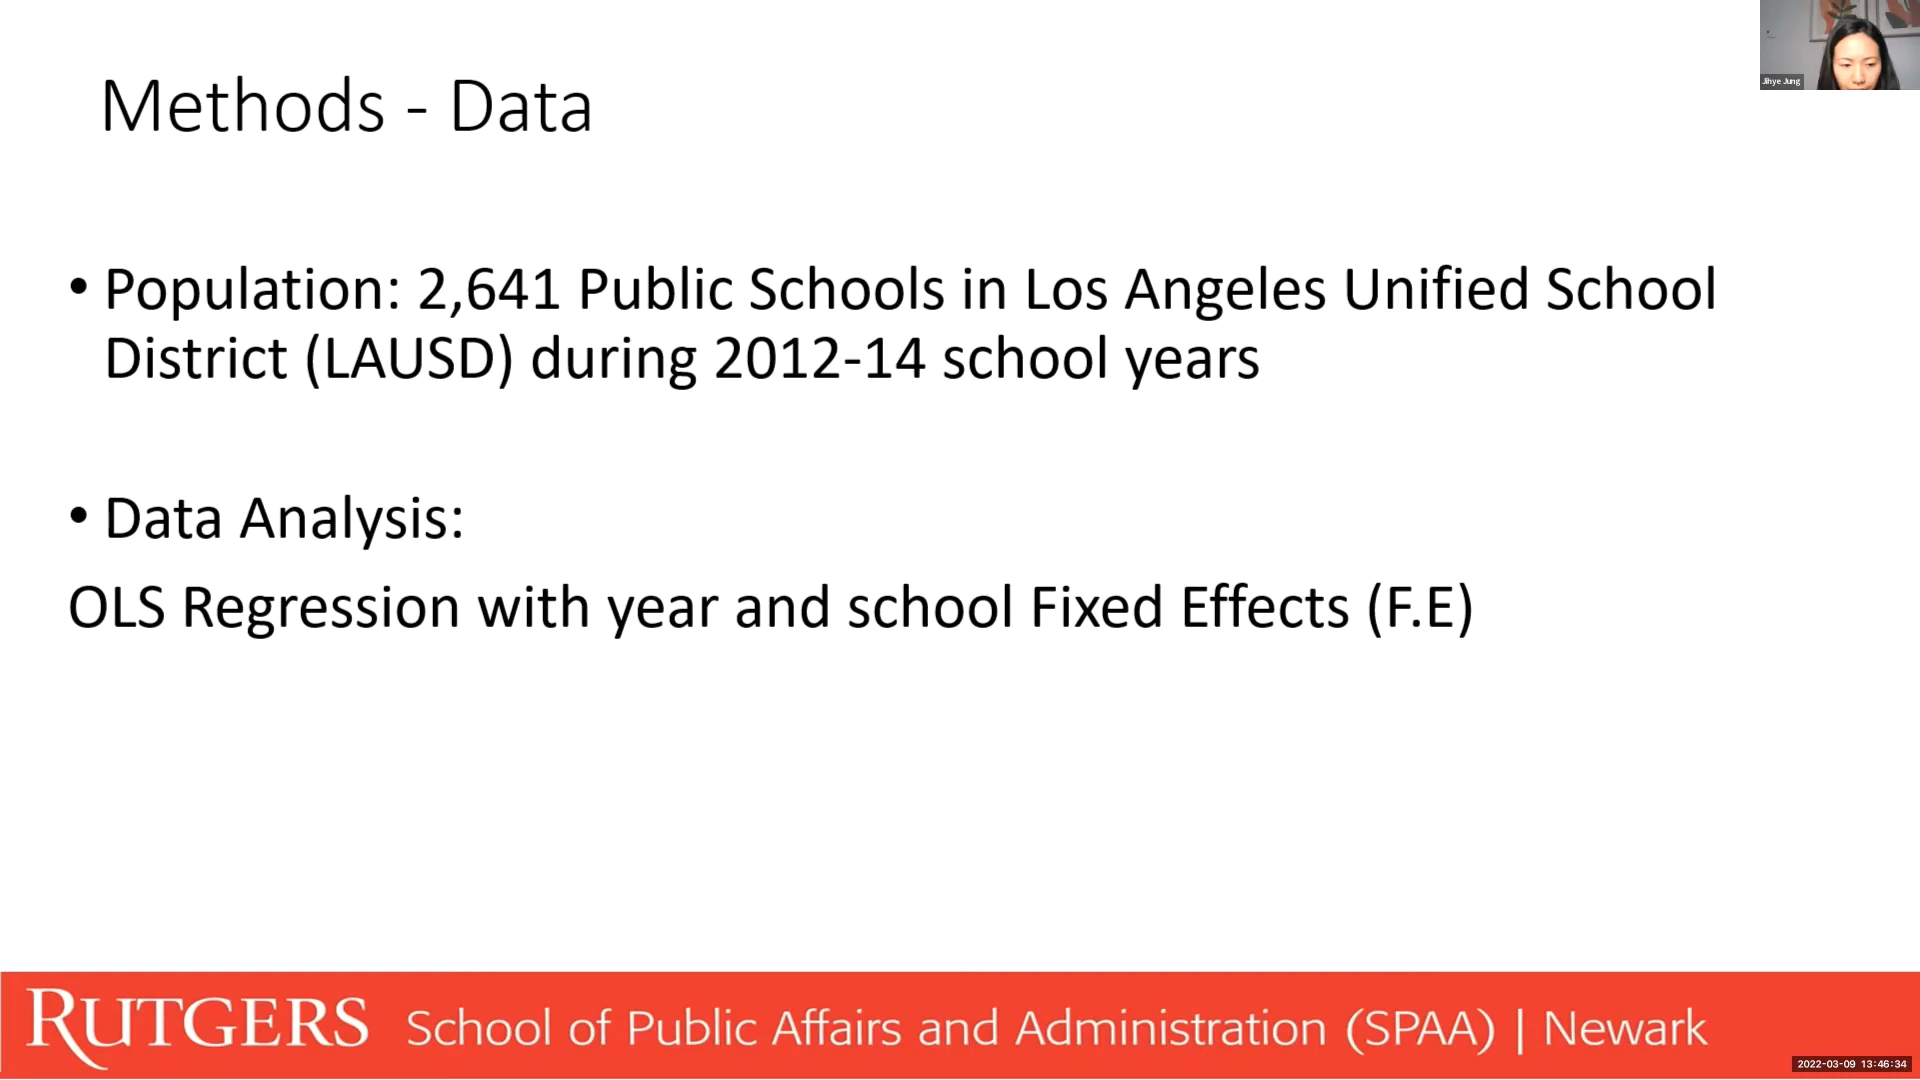 Methods - Data
Jihye Jung
• Population: 2,641 Public Schools in Los Angeles Unified School
District (LAUSD) during 2012-14 school years
• Data Analysis:
OLS Regression with year and school Fixed Effects (F.E)
RUTGERS School of Public Affairs and Administration (SPAA) | Newark
2022-03-09 13:46:34